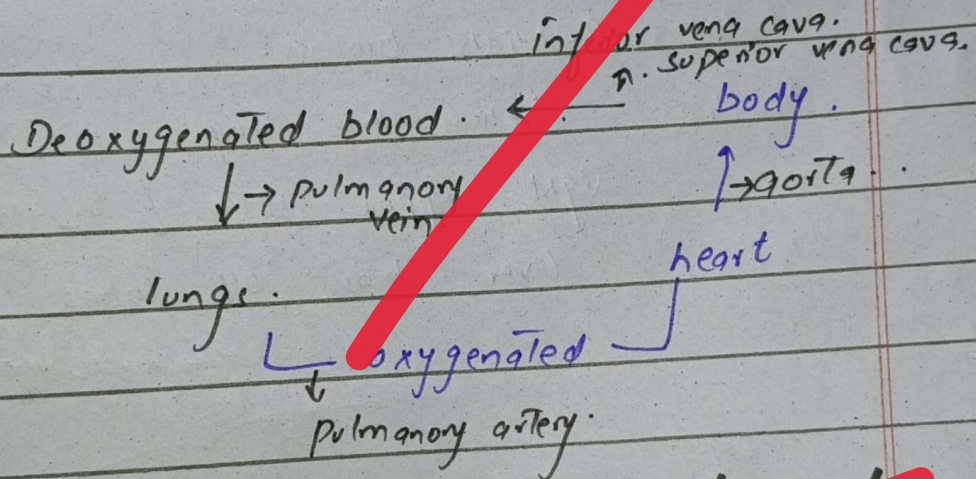 inferior vena cava.
n. superior vena cava.
Deoxygenated blood. ← body.
↓→ pulmanory
vein
↑→aorta.
heart
lungs.
oxygenated
↓
pulmanory artery.